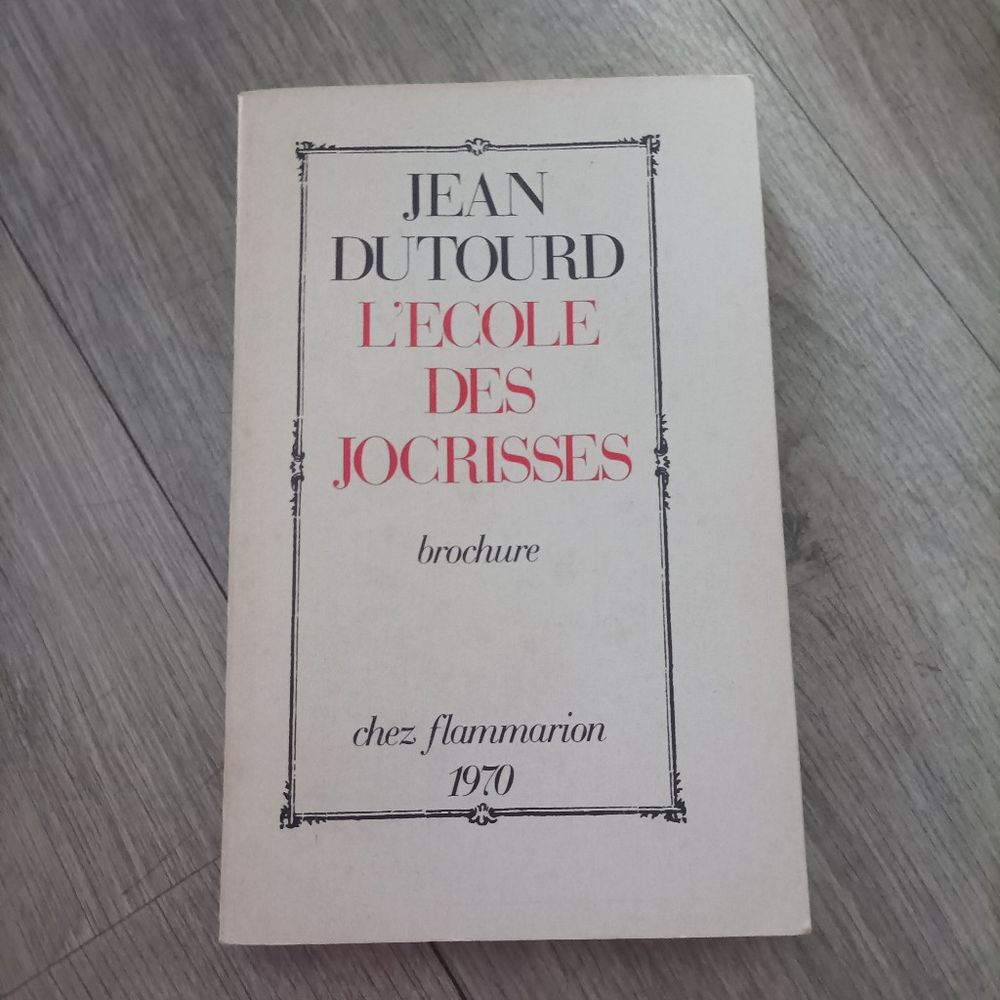 JEAN
DUTOURD
L'ECOLE
DES
JOCRISSES
brochure
chez flammarion
1970